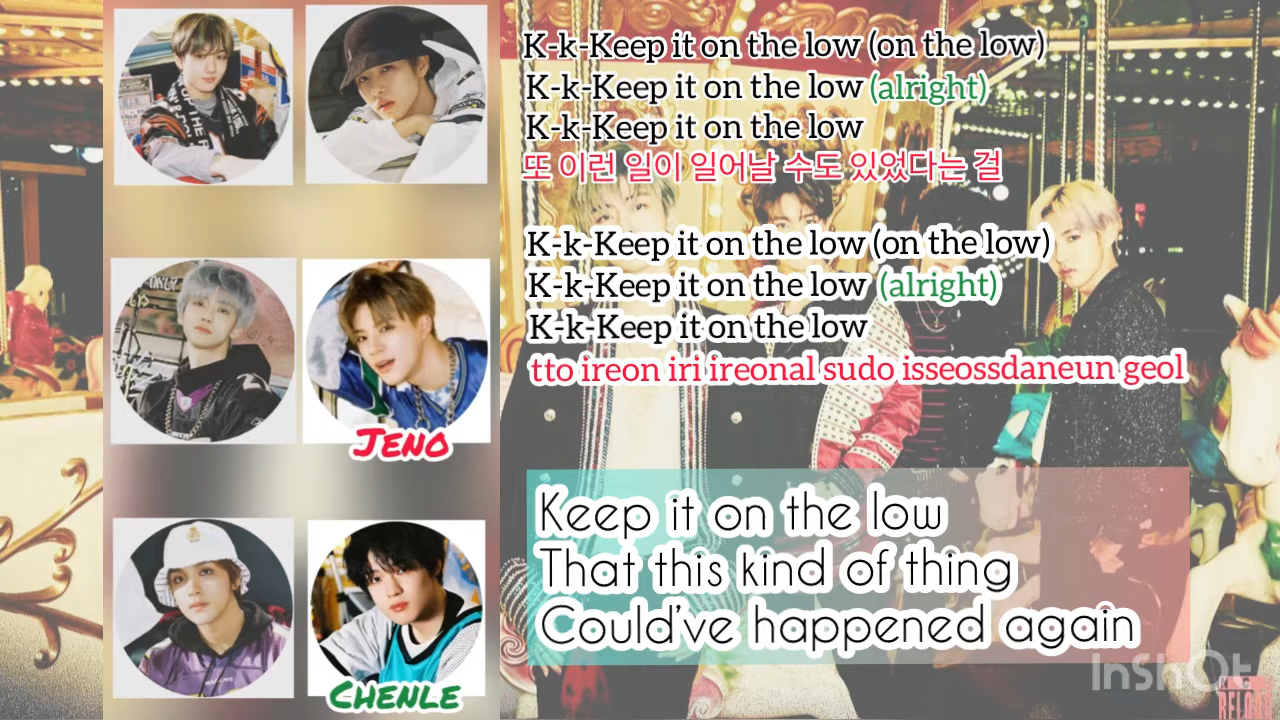 K-k-Keep it on the low (on the low)
K-k-Keep it on the low (alright)
K-k-Keep it on the low
또 이런 일이 일어날 수도 있었다는 걸
K-k-Keep it on the low (on the low)
K-k-Keep it on the low (alright)
K-k-Keep it on the low
tto ireon iri ireonal sudo isseossdaneun geol
JENO
CHENLE
Keep it on the low
That this kind of thing
Could've happened again
InShOt